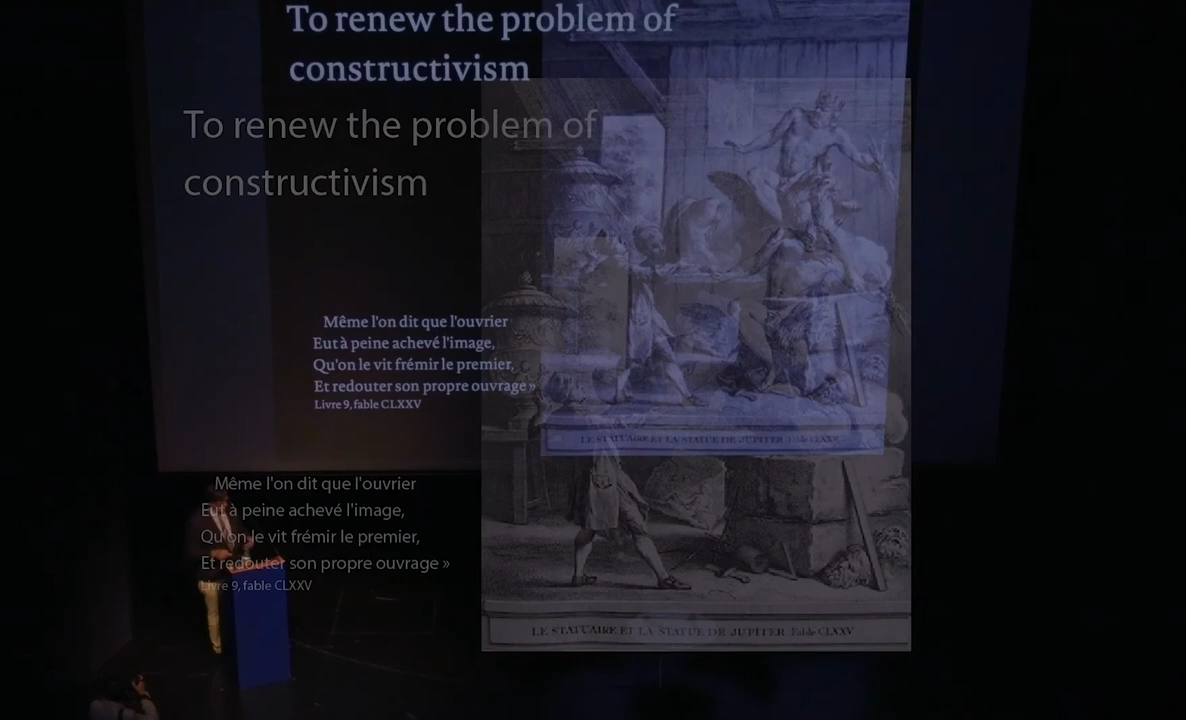 To renew the problem of
constructivism
To renew the problem of
constructivism
Même l'on dit que l'ouvrier
Eut à peine achevé l'image,
Qu'on le vit frémir le premier,
Et redouter son propre ouvrage »
Livre 9, fable CLXXV
LE STATUAIRE ET LA STATUE DE JUPITER Fable CLXXV
Même l'on dit que l'ouvrier
Eut à peine achevé l'image,
Qu'on le vit frémir le premier,
Et redouter son propre ouvrage »
Livre 9, fable CLXXV
LE STATUAIRE ET LA STATUE DE JUPITER Fable CLXXV